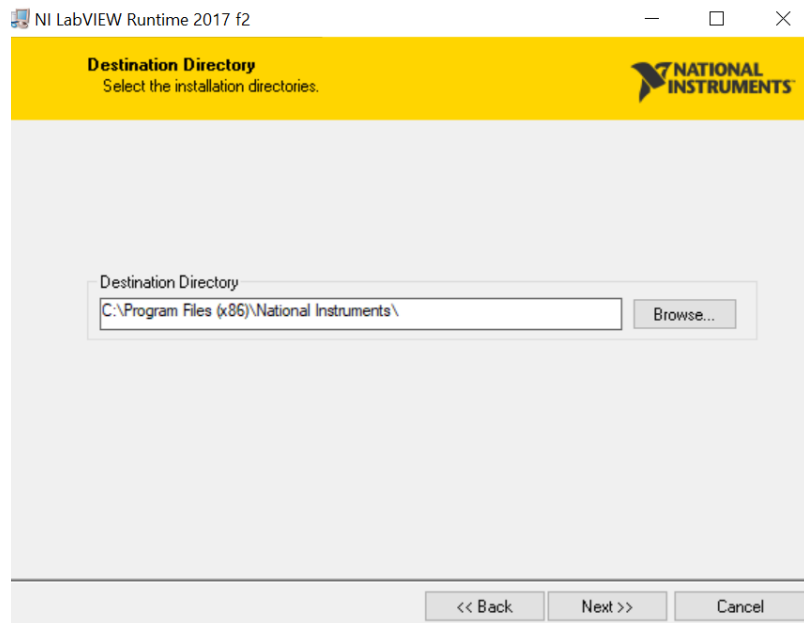 NI LabVIEW Runtime 2017 f2
Destination Directory
Select the installation directories.
NATIONAL
INSTRUMENTS
Destination Directory
C:\Program Files (x86)\National Instruments\
Browse...
<< Back
Next >>
Cancel